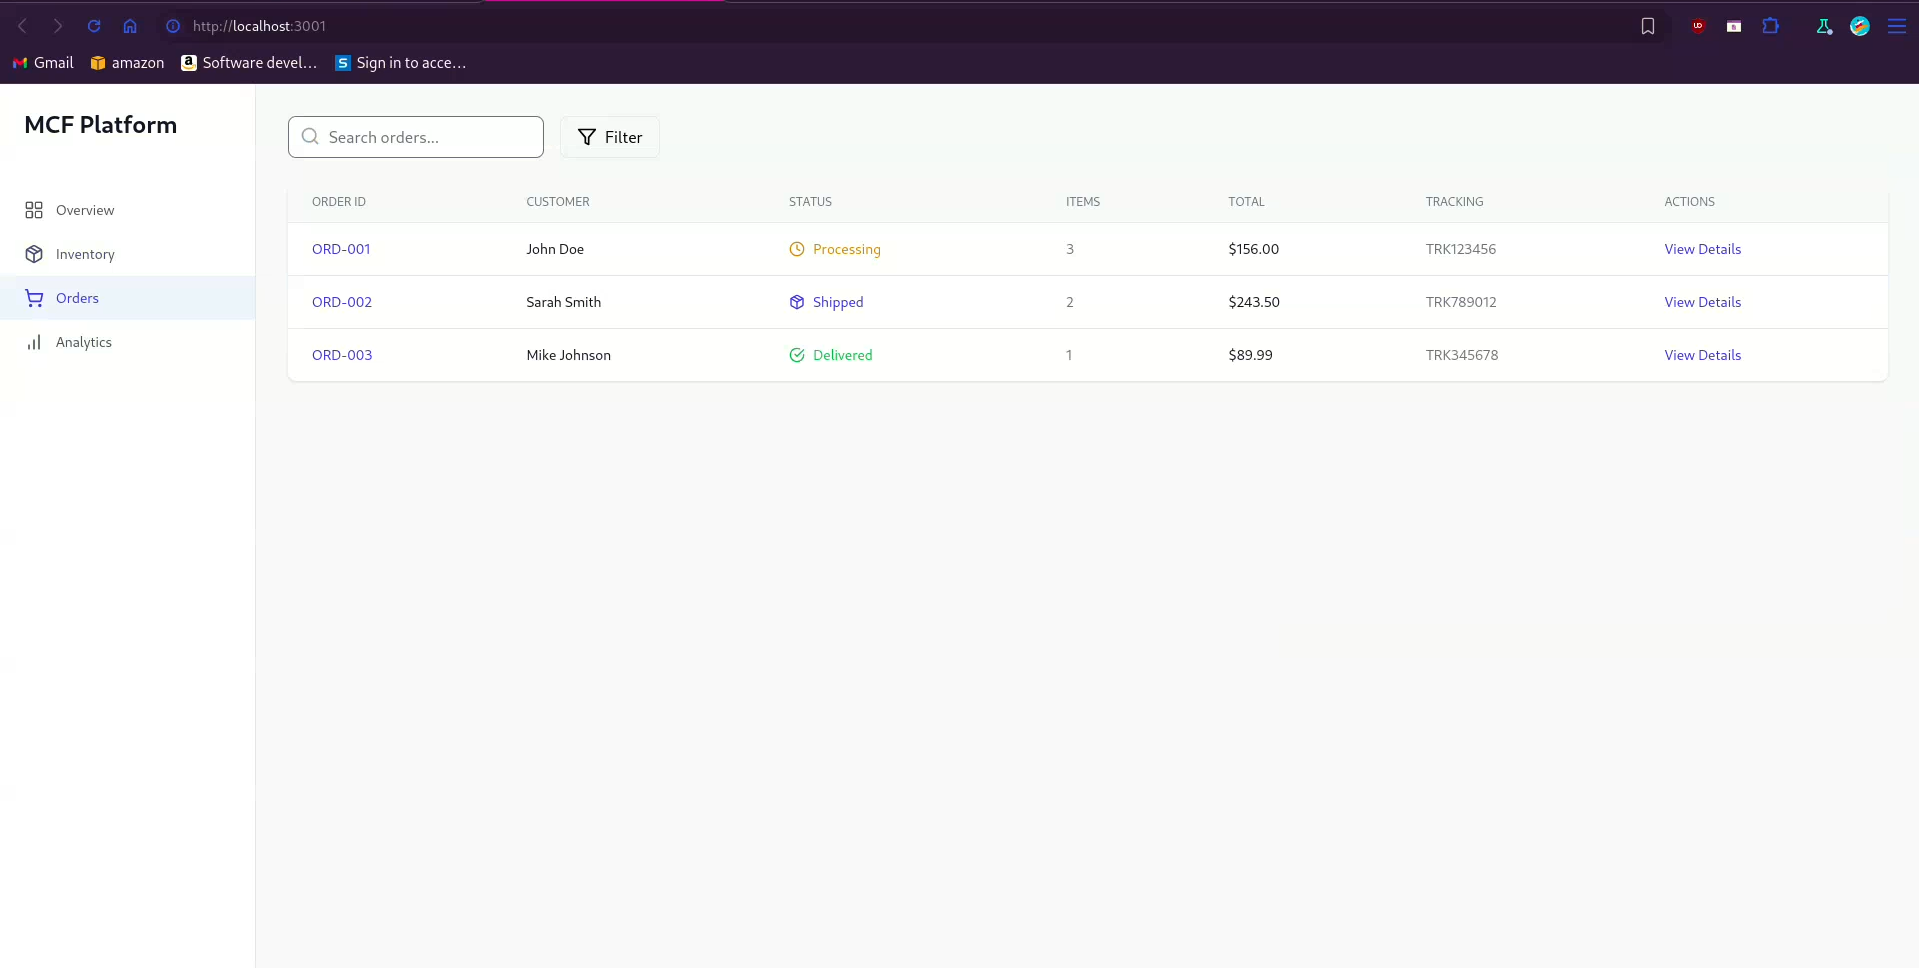 http://localhost:3001
Gmail amazon Software devel... Sign in to acce...
MCF Platform
Overview
Inventory
Orders
Analytics
Search orders... Filter
ORDER ID CUSTOMER STATUS ITEMS TOTAL TRACKING ACTIONS
ORD-001 John Doe Processing 3 $156.00 TRK123456 View Details
ORD-002 Sarah Smith Shipped 2 $243.50 TRK789012 View Details
ORD-003 Mike Johnson Delivered 1 $89.99 TRK345678 View Details